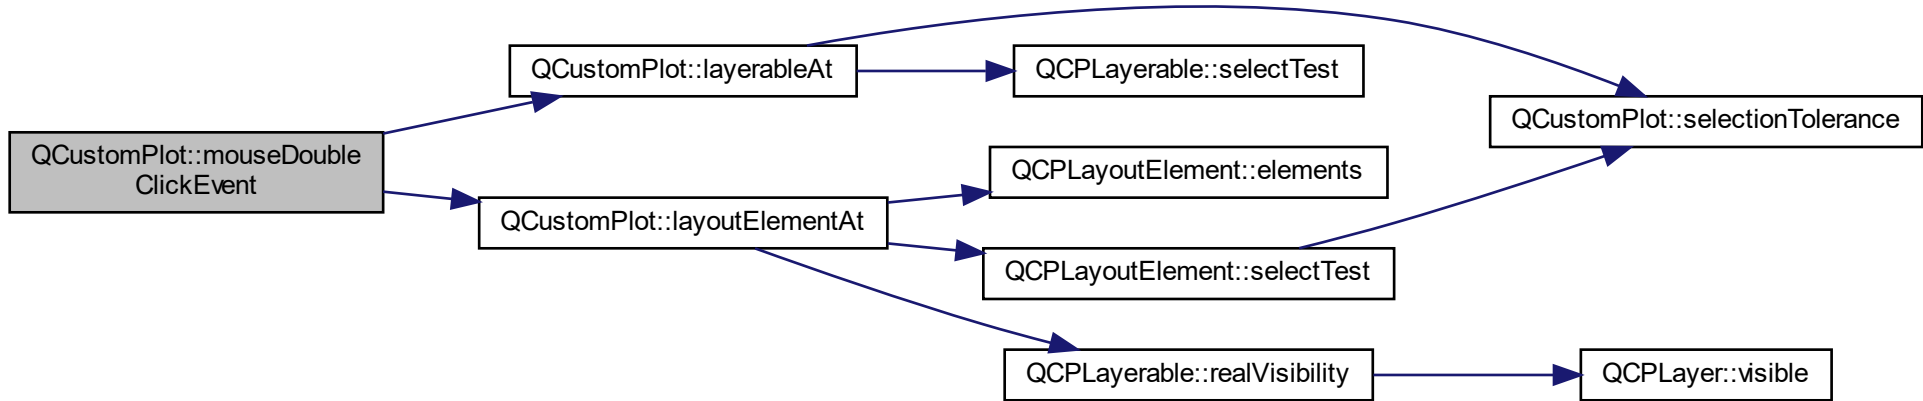 QCustomPlot::mouseDouble
ClickEvent
QCustomPlot::layerableAt
QCPLayerable::selectTest
QCustomPlot::selectionTolerance
QCustomPlot::layoutElementAt
QCPLayoutElement::elements
QCPLayoutElement::selectTest
QCPLayerable::realVisibility
QCPLayer::visible